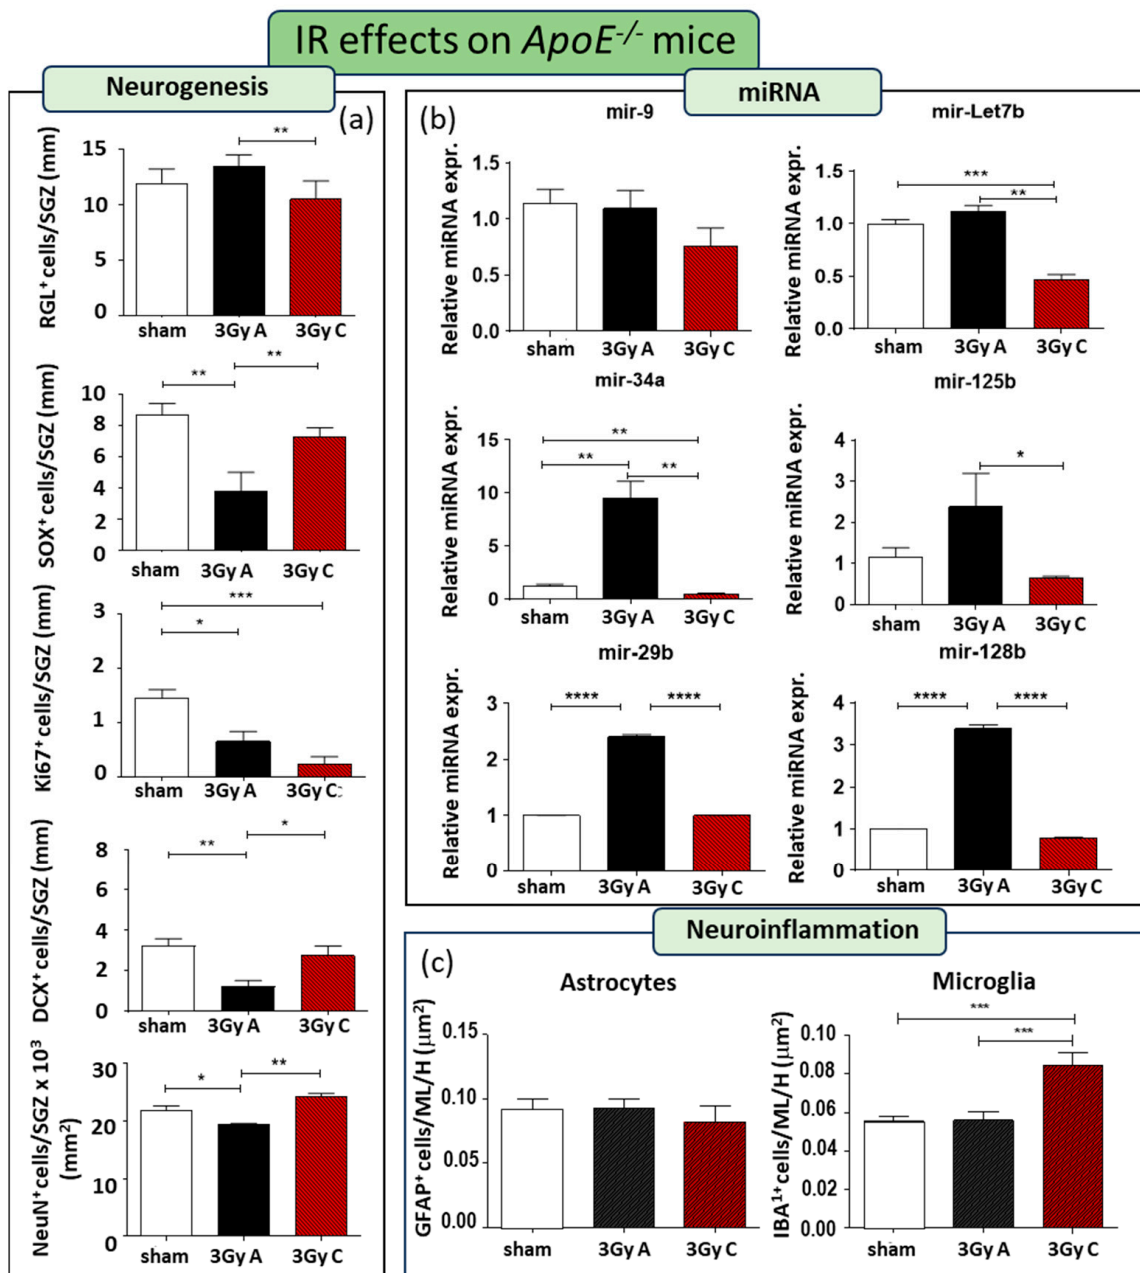 IR effects on ApoE-/- mice
Neurogenesis
(a)
RGL+ cells/SGZ (mm)
15
10
5
0
**
sham 3Gy A 3Gy C
SOX+ cells/SGZ (mm)
10
8
6
4
2
0
** **
sham 3Gy A 3Gy C
Ki67+ cells/SGZ (mm)
3
2
1
0
***
*
sham 3Gy A 3Gy C
DCX+ cells/SGZ (mm)
8
6
4
2
0
** *
sham 3Gy A 3Gy C
NeuN+cells/SGZ x 10³
(mm²)
30
20
10
0
* **
sham 3Gy A 3Gy C
miRNA
(b)
mir-9
Relative miRNA expr.
1.5
1.0
0.5
0.0
sham 3Gy A 3Gy C
mir-Let7b
Relative miRNA expr.
1.5
1.0
0.5
0.0
***
**
sham 3Gy A 3Gy C
mir-34a
Relative miRNA expr.
15
10
5
0
**
** **
sham 3Gy A 3Gy C
mir-125b
Relative miRNA expr.
4
3
2
1
0
*
sham 3Gy A 3Gy C
mir-29b
Relative miRNA expr.
3
2
1
0
**** ****
sham 3Gy A 3Gy C
mir-128b
Relative miRNA expr.
4
3
2
1
0
**** ****
sham 3Gy A 3Gy C
Neuroinflammation
(c)
Astrocytes
GFAP+ cells/ML/H (μm²)
0.15
0.10
0.05
0.00
sham 3Gy A 3Gy C
Microglia
IBA1+cells/ML/H (μm²)
0.10
0.08
0.06
0.04
0.02
0.00
***
***
sham 3Gy A 3Gy C